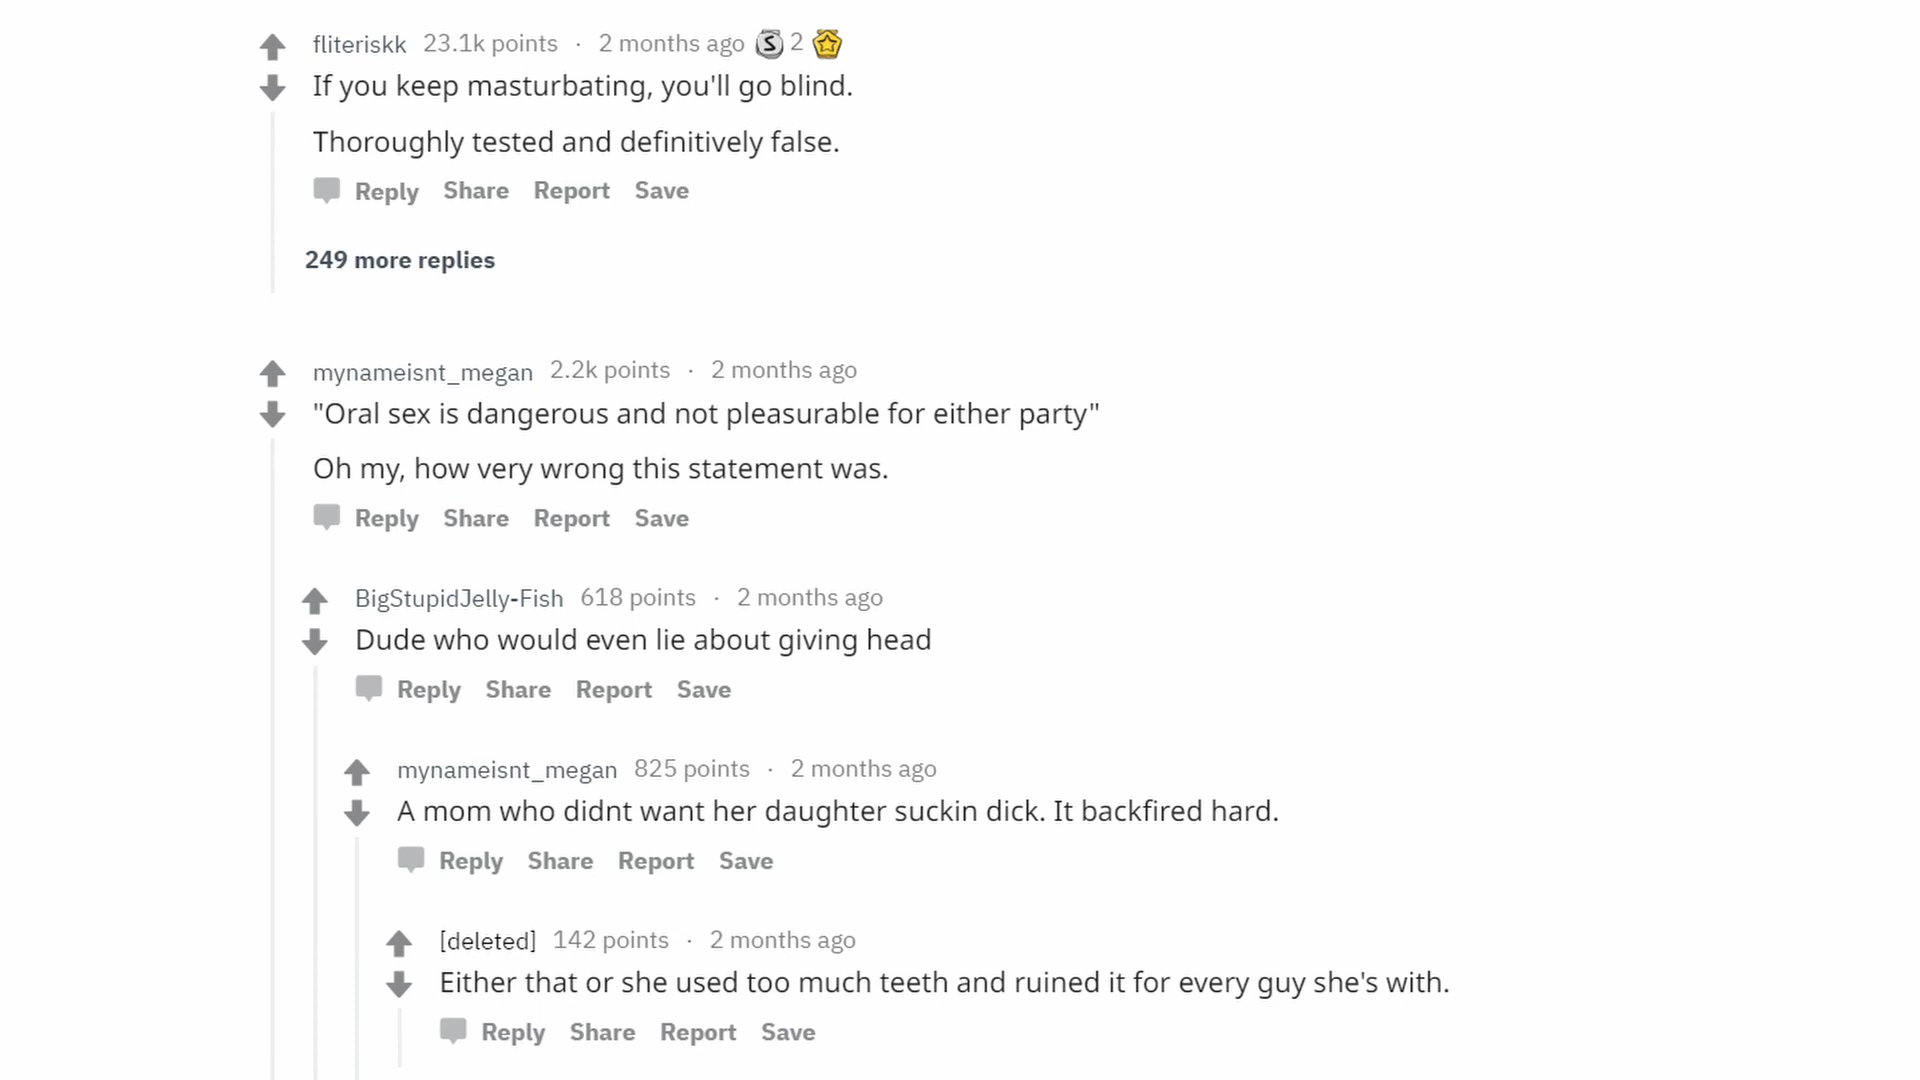 fliteriskk 23.1k points · 2 months ago S 2
If you keep masturbating, you'll go blind.
Thoroughly tested and definitively false.
Reply Share Report Save
249 more replies
mynameisnt_megan 2.2k points · 2 months ago
"Oral sex is dangerous and not pleasurable for either party"
Oh my, how very wrong this statement was.
Reply Share Report Save
BigStupidJelly-Fish 618 points · 2 months ago
Dude who would even lie about giving head
Reply Share Report Save
mynameisnt_megan 825 points · 2 months ago
A mom who didnt want her daughter suckin dick. It backfired hard.
Reply Share Report Save
[deleted] 142 points · 2 months ago
Either that or she used too much teeth and ruined it for every guy she's with.
Reply Share Report Save